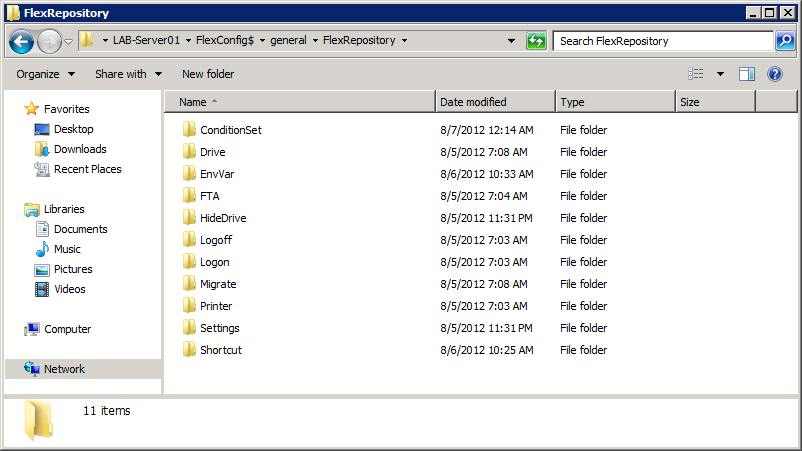 FlexRepository
LAB-Server01 FlexConfig$ general FlexRepository Search FlexRepository
Organize Share with New folder
Name Date modified Type Size
Favorites
Desktop
Downloads
Recent Places
Libraries
Documents
Music
Pictures
Videos
Computer
Network
ConditionSet 8/7/2012 12:14 AM File folder
Drive 8/5/2012 7:08 AM File folder
EnvVar 8/6/2012 10:33 AM File folder
FTA 8/5/2012 7:04 AM File folder
HideDrive 8/5/2012 11:31 PM File folder
Logoff 8/5/2012 7:03 AM File folder
Logon 8/5/2012 7:03 AM File folder
Migrate 8/5/2012 7:08 AM File folder
Printer 8/5/2012 7:03 AM File folder
Settings 8/5/2012 11:31 PM File folder
Shortcut 8/6/2012 10:25 AM File folder
11 items